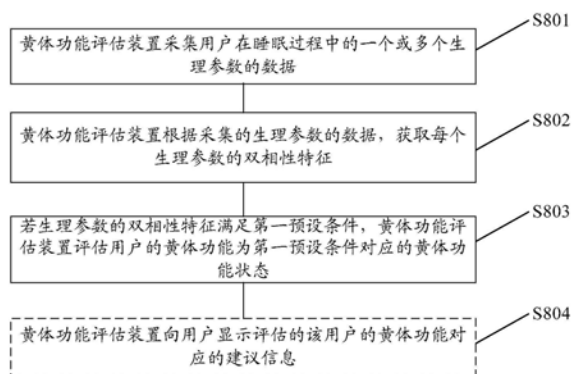 S801
黄体功能评估装置采集用户在睡眠过程中的一个或多个生
理参数的数据
S802
黄体功能评估装置根据采集的生理参数的数据，获取每个
生理参数的双相性特征
S803
若生理参数的双相性特征满足第一预设条件，黄体功能评
估装置评估用户的黄体功能为第一预设条件对应的黄体功
能状态
S804
黄体功能评估装置向用户显示评估的该用户的黄体功能对
应的建议信息